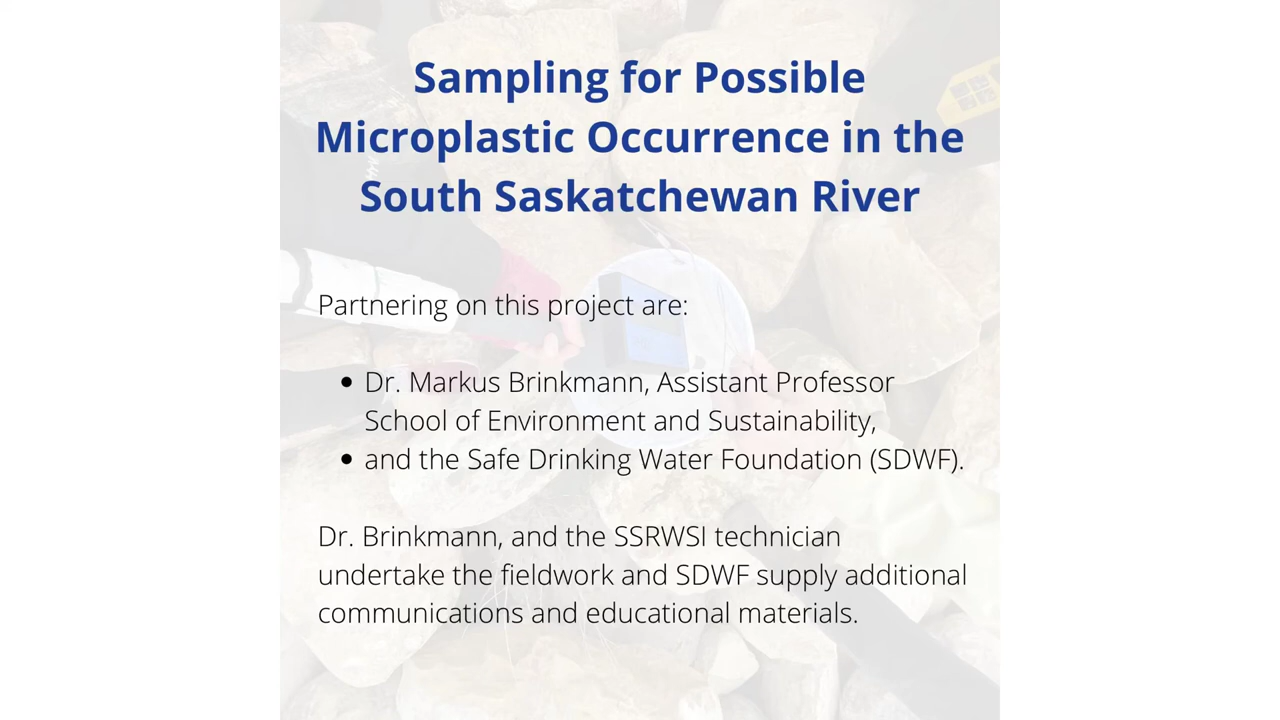 Sampling for Possible
Microplastic Occurrence in the
South Saskatchewan River
Partnering on this project are:
• Dr. Markus Brinkmann, Assistant Professor
School of Environment and Sustainability,
• and the Safe Drinking Water Foundation (SDWF).
Dr. Brinkmann, and the SSRWSI technician
undertake the fieldwork and SDWF supply additional
communications and educational materials.